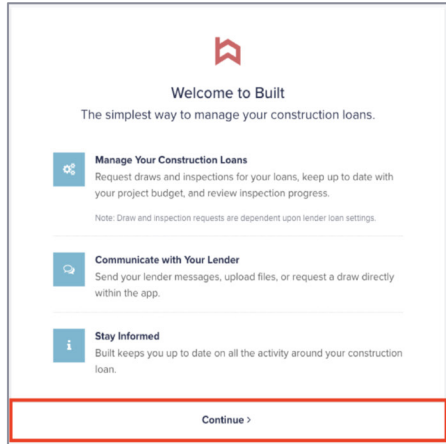 Welcome to Built
The simplest way to manage your construction loans.
Manage Your Construction Loans
Request draws and inspections for your loans, keep up to date with
your project budget, and review inspection progress.
Note: Draw and inspection requests are dependent upon lender loan settings.
Communicate with Your Lender
Send your lender messages, upload files, or request a draw directly
within the app.
i
Stay Informed
Built keeps you up to date on all the activity around your construction
loan.
Continue >